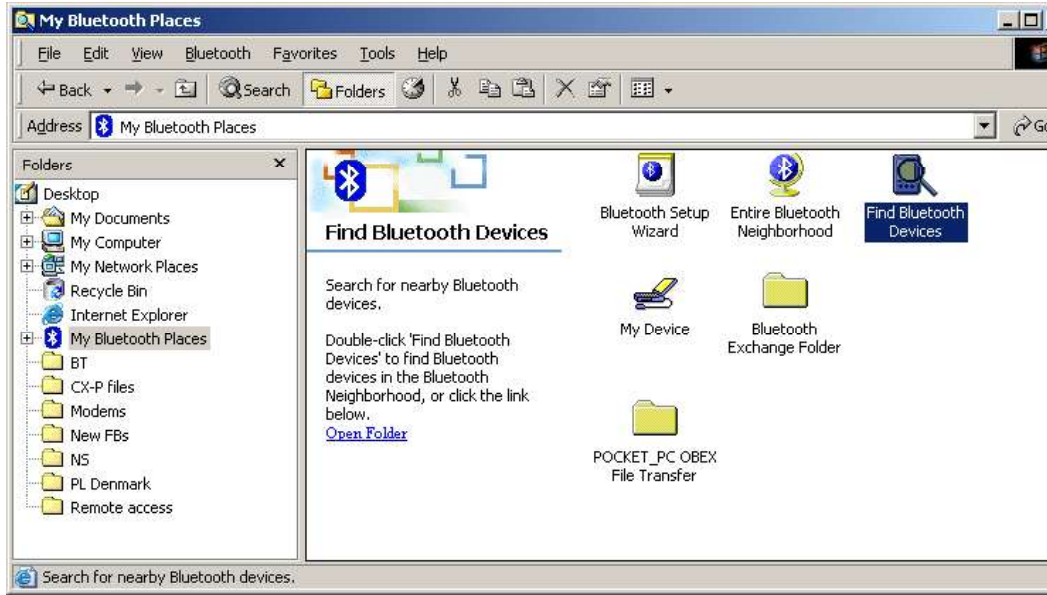 My Bluetooth Places
File Edit View Bluetooth Favorites Tools Help
Back Search Folders
Address My Bluetooth Places Go
Folders x
Desktop
My Documents
My Computer
My Network Places
Recycle Bin
Internet Explorer
My Bluetooth Places
BT
CX-P files
Modems
New FBs
NS
PL Denmark
Remote access
Find Bluetooth Devices
Search for nearby Bluetooth
devices.
Double-click 'Find Bluetooth
Devices' to find Bluetooth
devices in the Bluetooth
Neighborhood, or click the link
below.
Open Folder
Bluetooth Setup
Wizard
Entire Bluetooth
Neighborhood
Find Bluetooth
Devices
My Device
Bluetooth
Exchange Folder
POCKET_PC OBEX
File Transfer
Search for nearby Bluetooth devices.